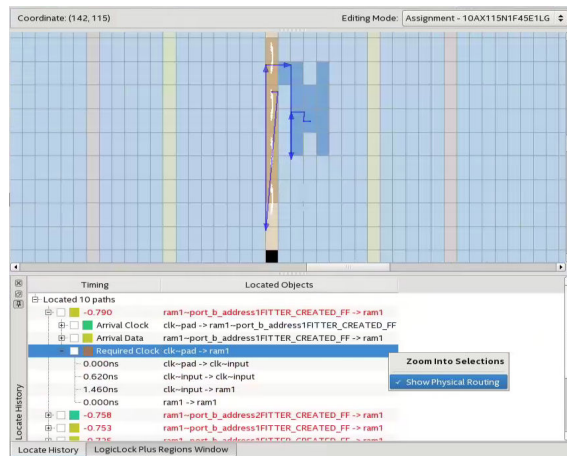 Coordinate: (142, 115)
Editing Mode: Assignment - 10AX115N1F45E1LG
Timing Located Objects
Located 10 paths
-0.790 ram1~port_b_address1FITTER_CREATED_FF -> ram1
Arrival Clock clk~pad -> ram1~port_b_address1FITTER_CREATED_FF
Arrival Data ram1~port_b_address1FITTER_CREATED_FF -> ram1
Required Clock clk~pad -> ram1
Zoom Into Selections
0.000ns clk~pad -> clk~input
Show Physical Routing
0.620ns clk~input -> clk~input
1.460ns clk~input -> ram1
0.000ns ram1 -> ram1
-0.758 ram1~port_b_address2FITTER_CREATED_FF -> ram1
-0.753 ram1~port_b_address1FITTER_CREATED_FF -> ram1
Locate History
Locate History LogicLock Plus Regions Window